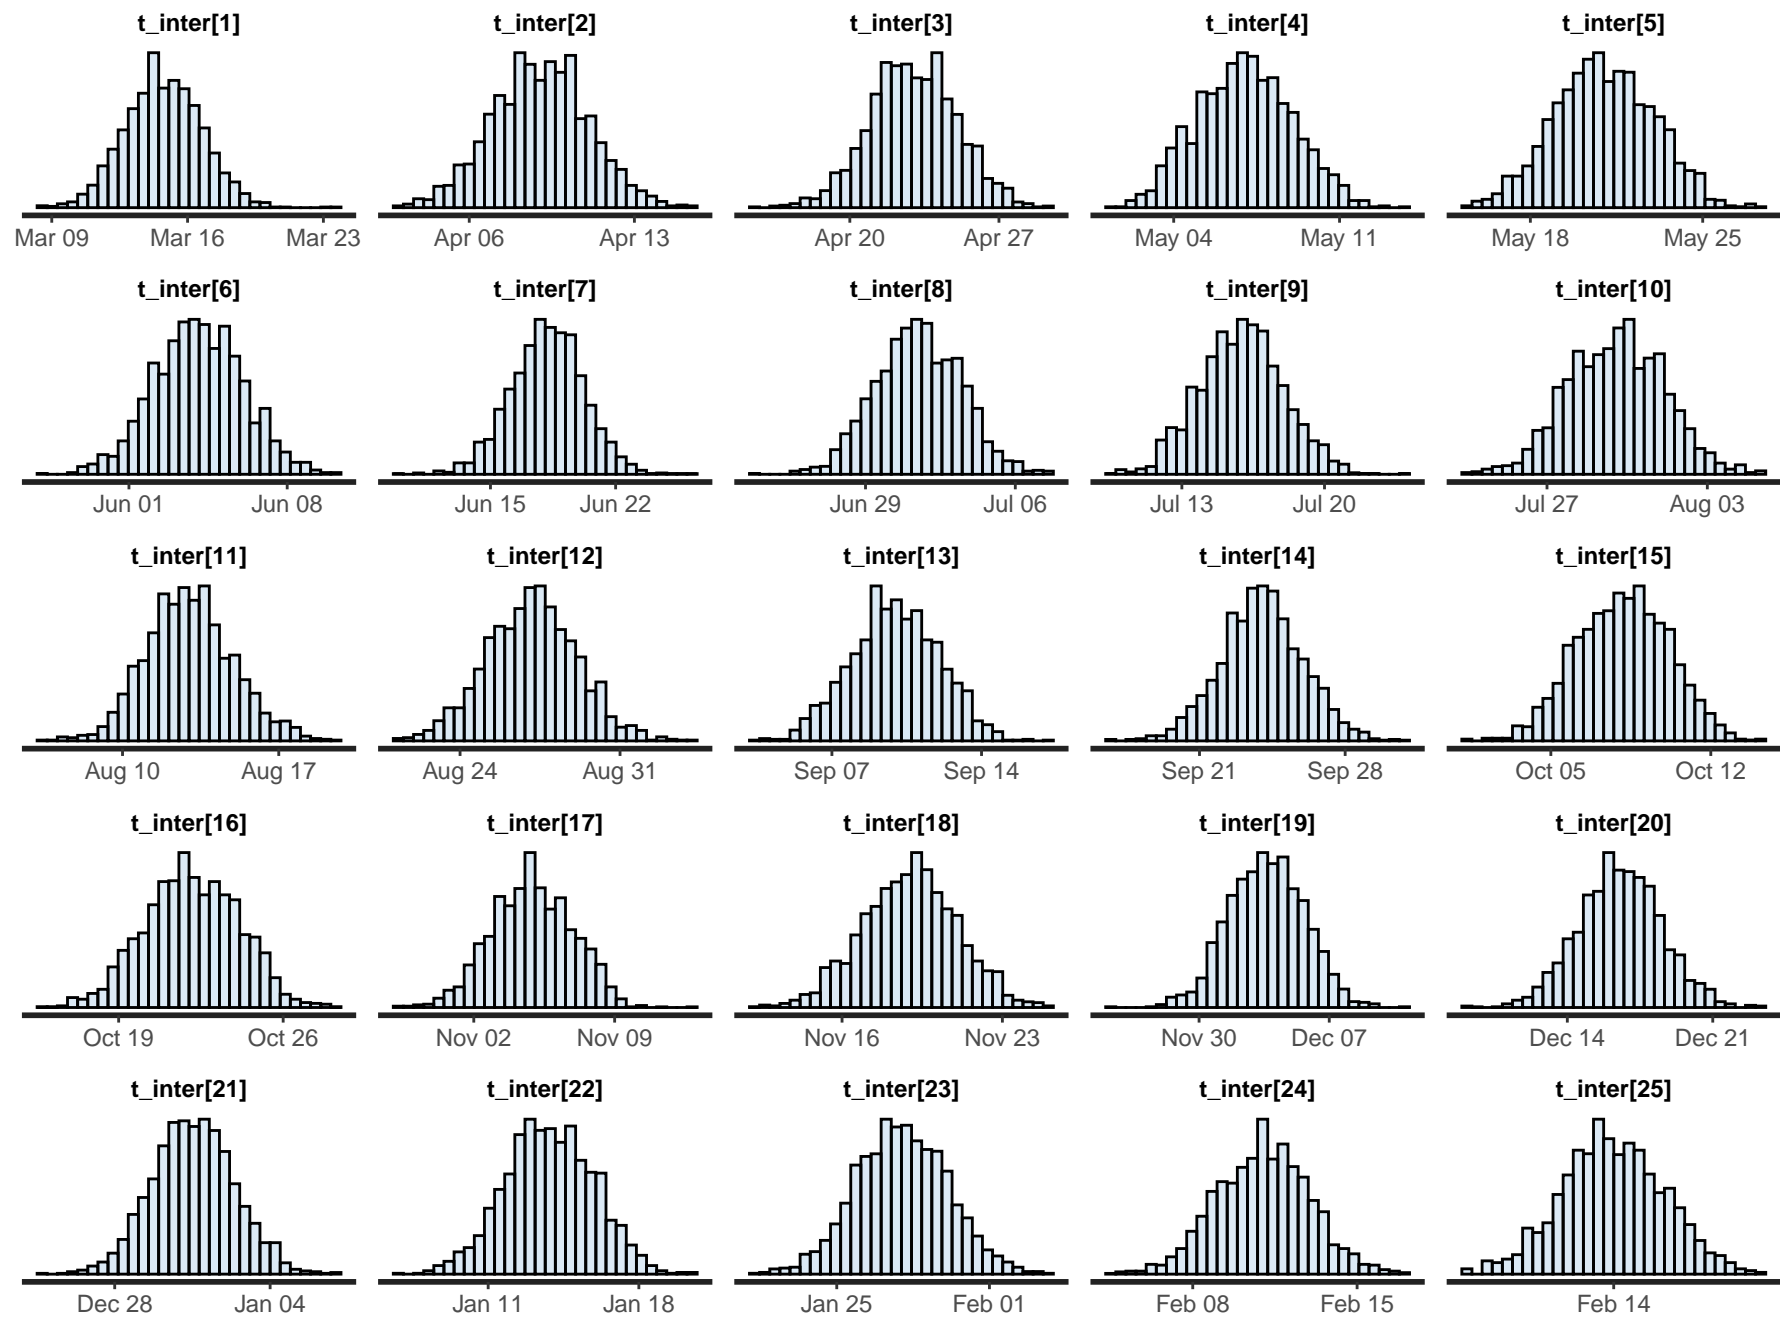 t_inter[1] t_inter[2] t_inter[3] t_inter[4] t_inter[5]
Mar 09 Mar 16 Mar 23 Apr 06 Apr 13 Apr 20 Apr 27 May 04 May 11 May 18 May 25
t_inter[6] t_inter[7] t_inter[8] t_inter[9] t_inter[10]
Jun 01 Jun 08 Jun 15 Jun 22 Jun 29 Jul 06 Jul 13 Jul 20 Jul 27 Aug 03
t_inter[11] t_inter[12] t_inter[13] t_inter[14] t_inter[15]
Aug 10 Aug 17 Aug 24 Aug 31 Sep 07 Sep 14 Sep 21 Sep 28 Oct 05 Oct 12
t_inter[16] t_inter[17] t_inter[18] t_inter[19] t_inter[20]
Oct 19 Oct 26 Nov 02 Nov 09 Nov 16 Nov 23 Nov 30 Dec 07 Dec 14 Dec 21
t_inter[21] t_inter[22] t_inter[23] t_inter[24] t_inter[25]
Dec 28 Jan 04 Jan 11 Jan 18 Jan 25 Feb 01 Feb 08 Feb 15 Feb 14